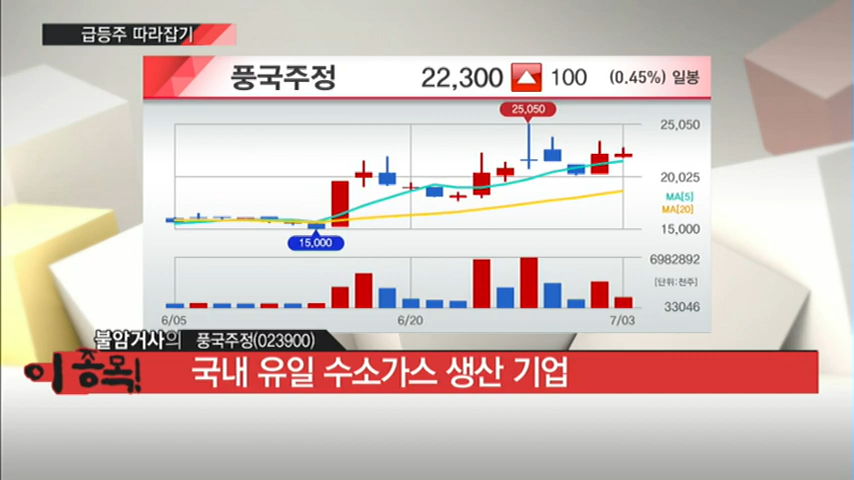 급등주 따라잡기
풍국주정 22,300 100 (0.45%) 일봉
25,050
25,050
20,025
MA[5]
MA[20]
15,000
15,000
6982892
[단위:천주]
33046
6/05 6/20 7/03
불암거사의 풍국주정(023900)
이 종목!
국내 유일 수소가스 생산 기업